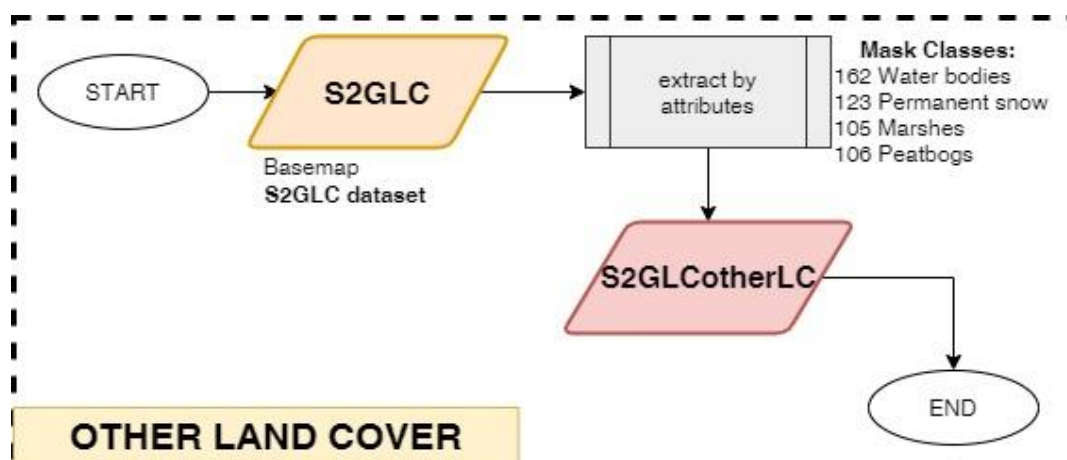 START
S2GLC
Basemap
S2GLC dataset
extract by
attributes
Mask Classes:
162 Water bodies
123 Permanent snow
105 Marshes
106 Peatbogs
S2GLCotherLC
END
OTHER LAND COVER